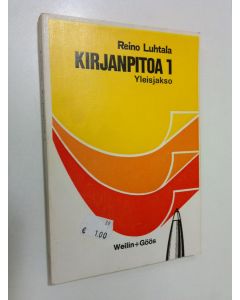 Reino Luhtala
KIRJANPITOA 1
Yleisjakso
€ 1,00
Weilin+Göös